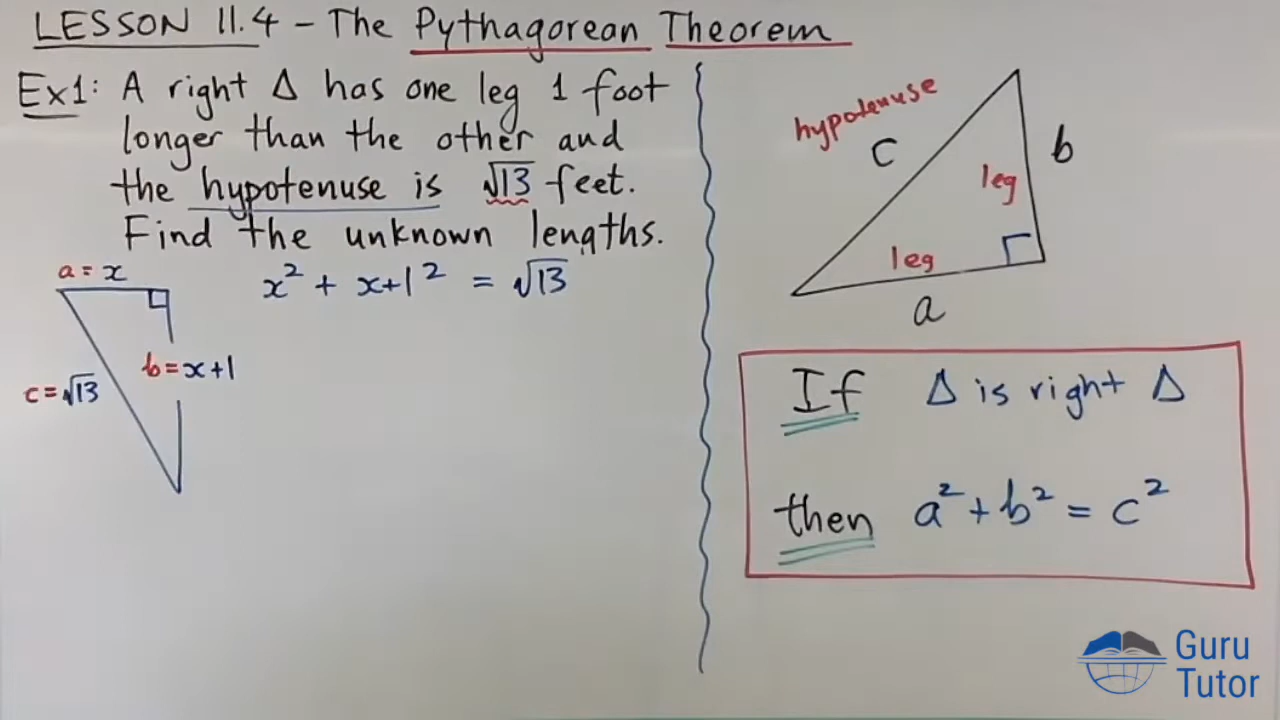 LESSON 11.4 – The Pythagorean Theorem
Ex1: A right Δ has one leg 1 foot
longer than the other and
the hypotenuse is √13 feet.
Find the unknown lengths.
a = x
x² + x+1² = √13
b = x+1
c = √13
hypotenuse
c
b
leg
leg
a
If Δ is right Δ
then a² + b² = c²
Guru
Tutor